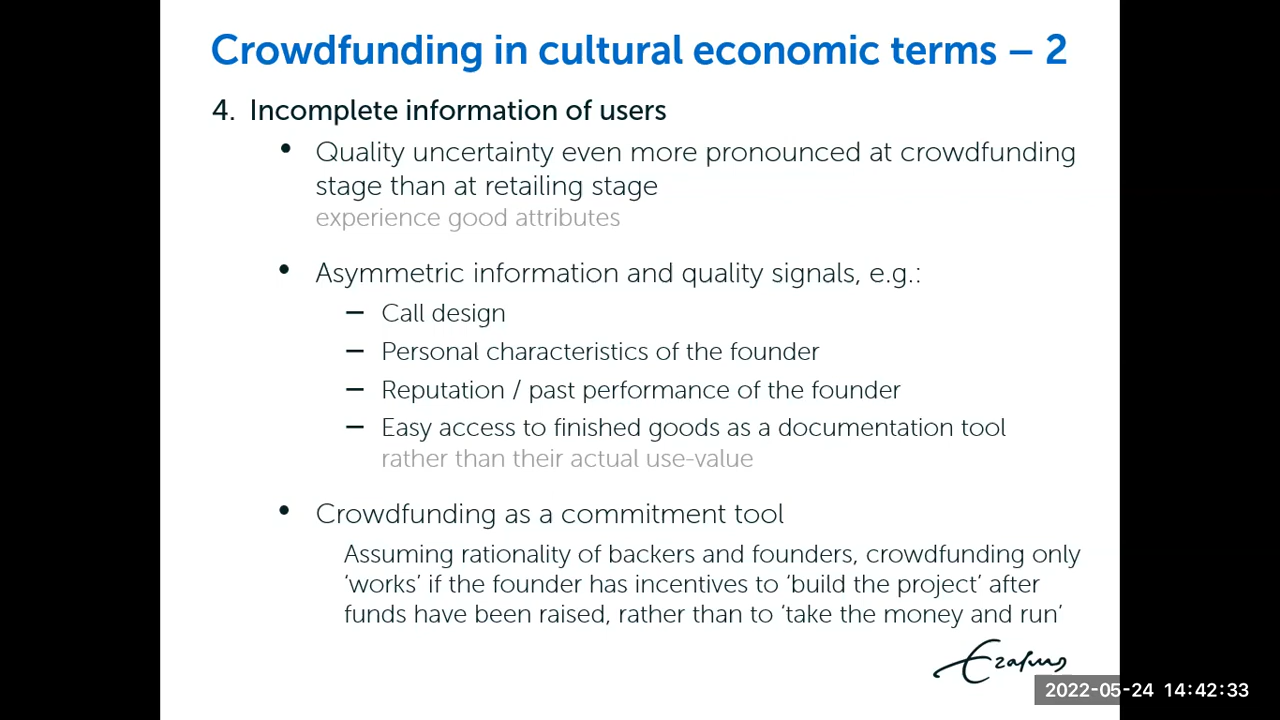 Crowdfunding in cultural economic terms – 2
4. Incomplete information of users
• Quality uncertainty even more pronounced at crowdfunding
stage than at retailing stage
experience good attributes
• Asymmetric information and quality signals, e.g.:
– Call design
– Personal characteristics of the founder
– Reputation / past performance of the founder
– Easy access to finished goods as a documentation tool
rather than their actual use-value
• Crowdfunding as a commitment tool
Assuming rationality of backers and founders, crowdfunding only
‘works’ if the founder has incentives to ‘build the project’ after
funds have been raised, rather than to ‘take the money and run’
Erasmus
2022-05-24 14:42:33